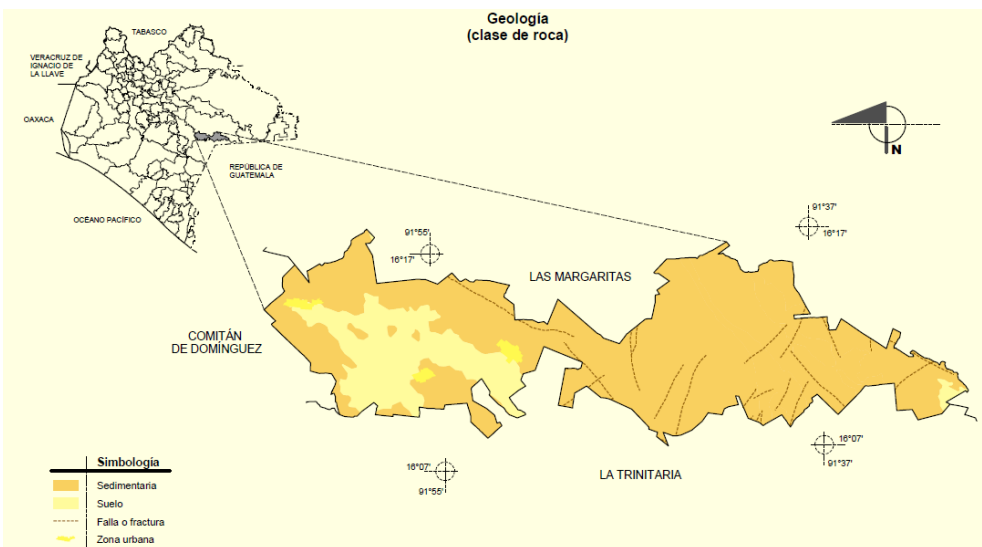 Geología
(clase de roca)
TABASCO
VERACRUZ DE
IGNACIO DE
LA LLAVE
OAXACA
REPÚBLICA DE
GUATEMALA
OCÉANO PACÍFICO
N
91°37'
16°17'
91°55'
16°17'
LAS MARGARITAS
COMITÁN
DE DOMÍNGUEZ
16°07'
91°37'
16°07'
91°55'
LA TRINITARIA
Simbología
Sedimentaria
Suelo
Falla o fractura
Zona urbana